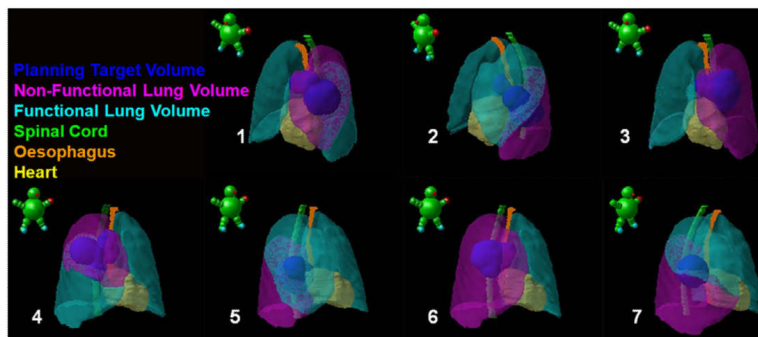 Planning Target Volume
Non-Functional Lung Volume
Functional Lung Volume
Spinal Cord
Oesophagus
Heart
1
2
3
4
5
6
7